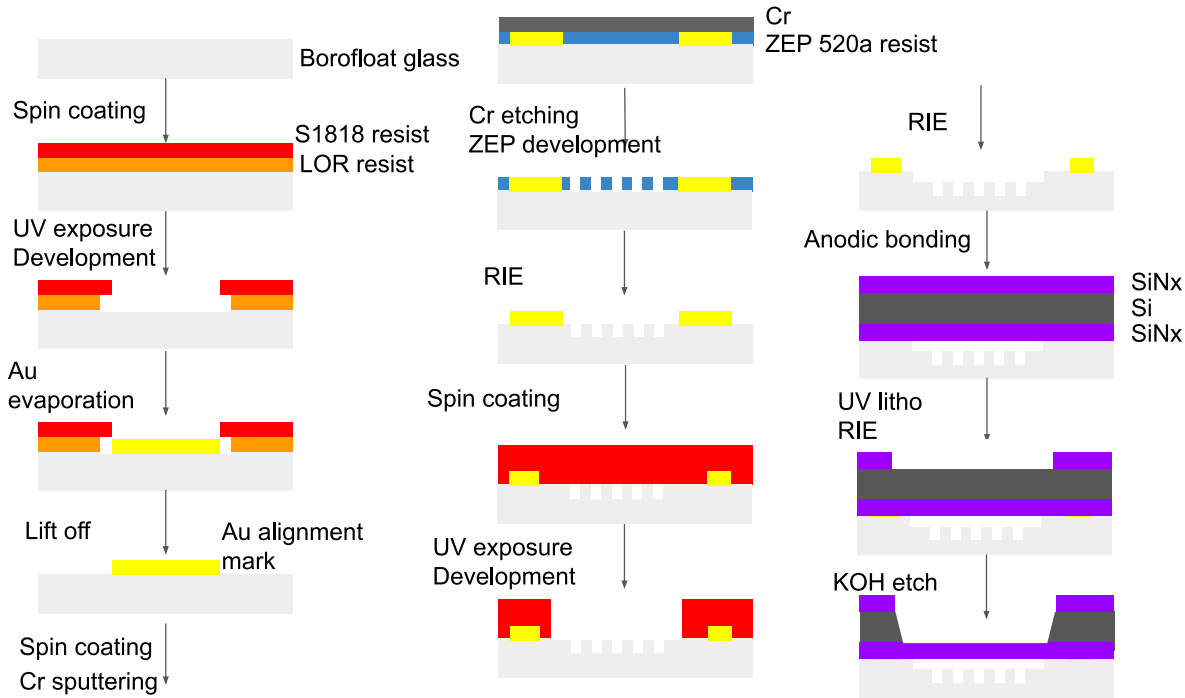 Borofloat glass
Spin coating
S1818 resist
LOR resist
UV exposure
Development
Au
evaporation
Lift off
Au alignment
mark
Spin coating
Cr sputtering
Cr
ZEP 520a resist
Cr etching
ZEP development
RIE
Spin coating
UV exposure
Development
RIE
Anodic bonding
SiNx
Si
SiNx
UV litho
RIE
KOH etch